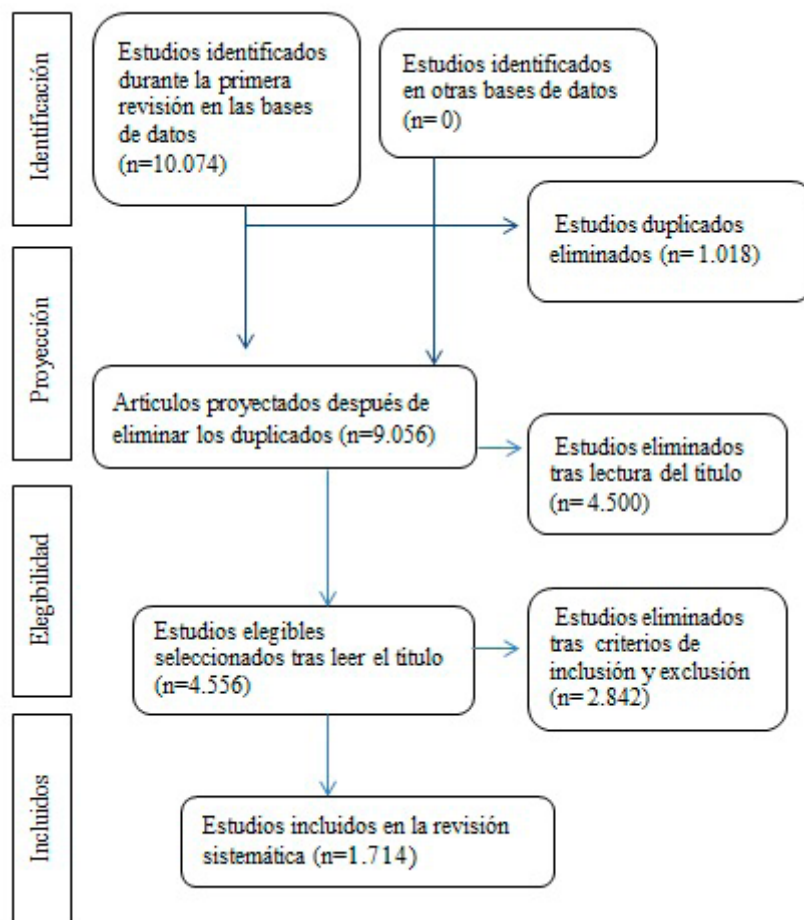 Identificación
Estudios identificados
durante la primera
revisión en las bases
de datos
(n=10.074)
Estudios identificados
en otras bases de datos
(n= 0)
Estudios duplicados
eliminados (n= 1.018)
Proyección
Artículos proyectados después de
eliminar los duplicados (n=9.056)
Estudios eliminados
tras lectura del título
(n= 4.500)
Elegibilidad
Estudios elegibles
seleccionados tras leer el título
(n=4.556)
Estudios eliminados
tras criterios de
inclusión y exclusión
(n= 2.842)
Incluidos
Estudios incluidos en la revisión
sistemática (n=1.714)